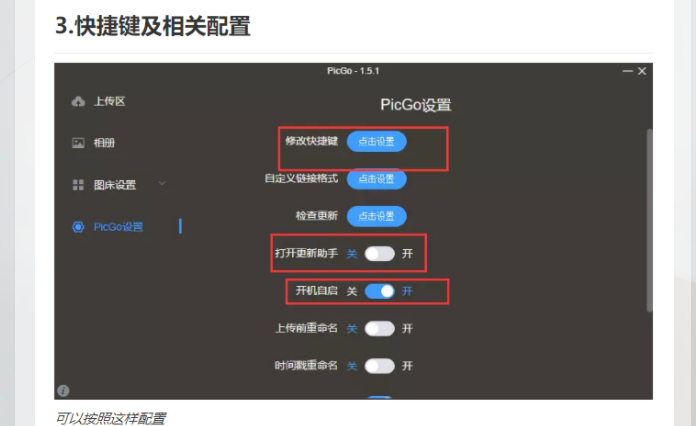 3.快捷键及相关配置
PicGo - 1.5.1
上传区
PicGo设置
相册
修改快捷键 点击设置
自定义链接格式 点击设置
图床设置
检查更新 点击设置
PicGo设置
打开更新助手 关 开
开机自启 关 开
上传前重命名 关 开
时间戳重命名 关 开
可以按照这样配置